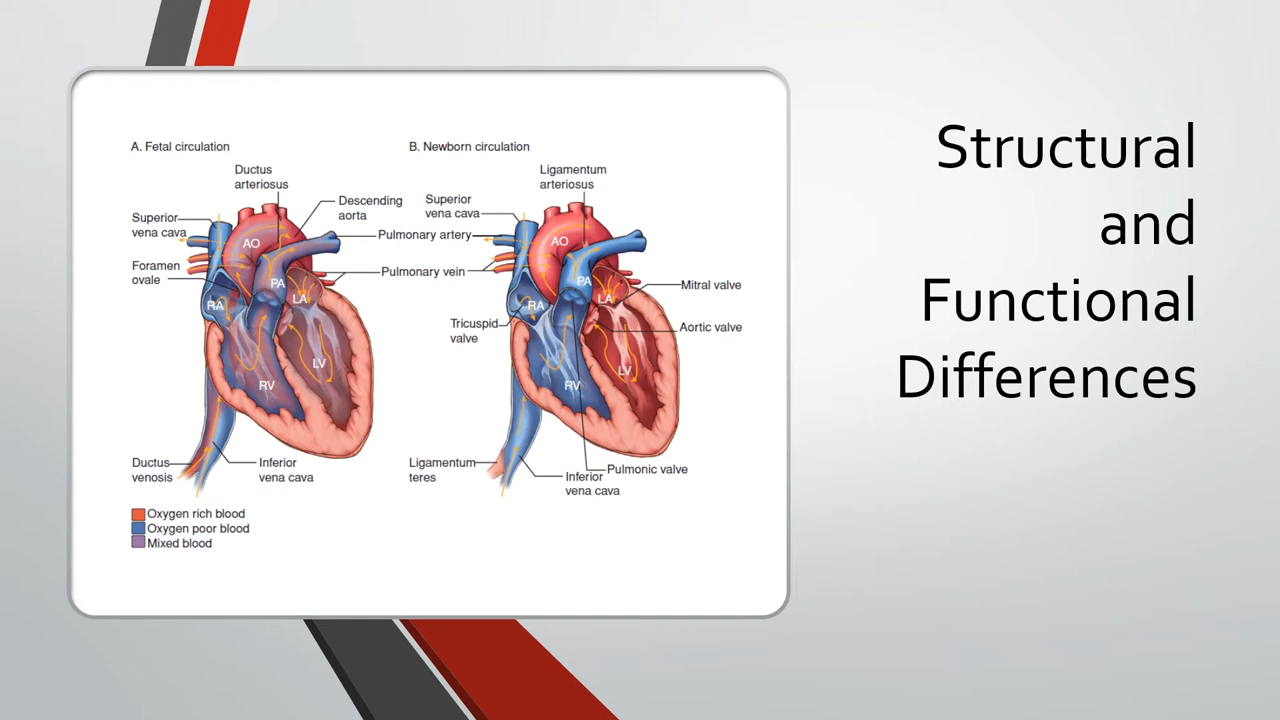 A. Fetal circulation
Ductus
arteriosus
Descending
aorta
Superior
vena cava
Pulmonary artery
Foramen
ovale
Pulmonary vein
AO
PA
RA
LA
LV
RV
Ductus
venosis
Inferior
vena cava
Oxygen rich blood
Oxygen poor blood
Mixed blood
B. Newborn circulation
Ligamentum
arteriosus
Superior
vena cava
AO
PA
RA
LA
LV
RV
Mitral valve
Tricuspid
valve
Aortic valve
Ligamentum
teres
Pulmonic valve
Inferior
vena cava
Structural
and
Functional
Differences